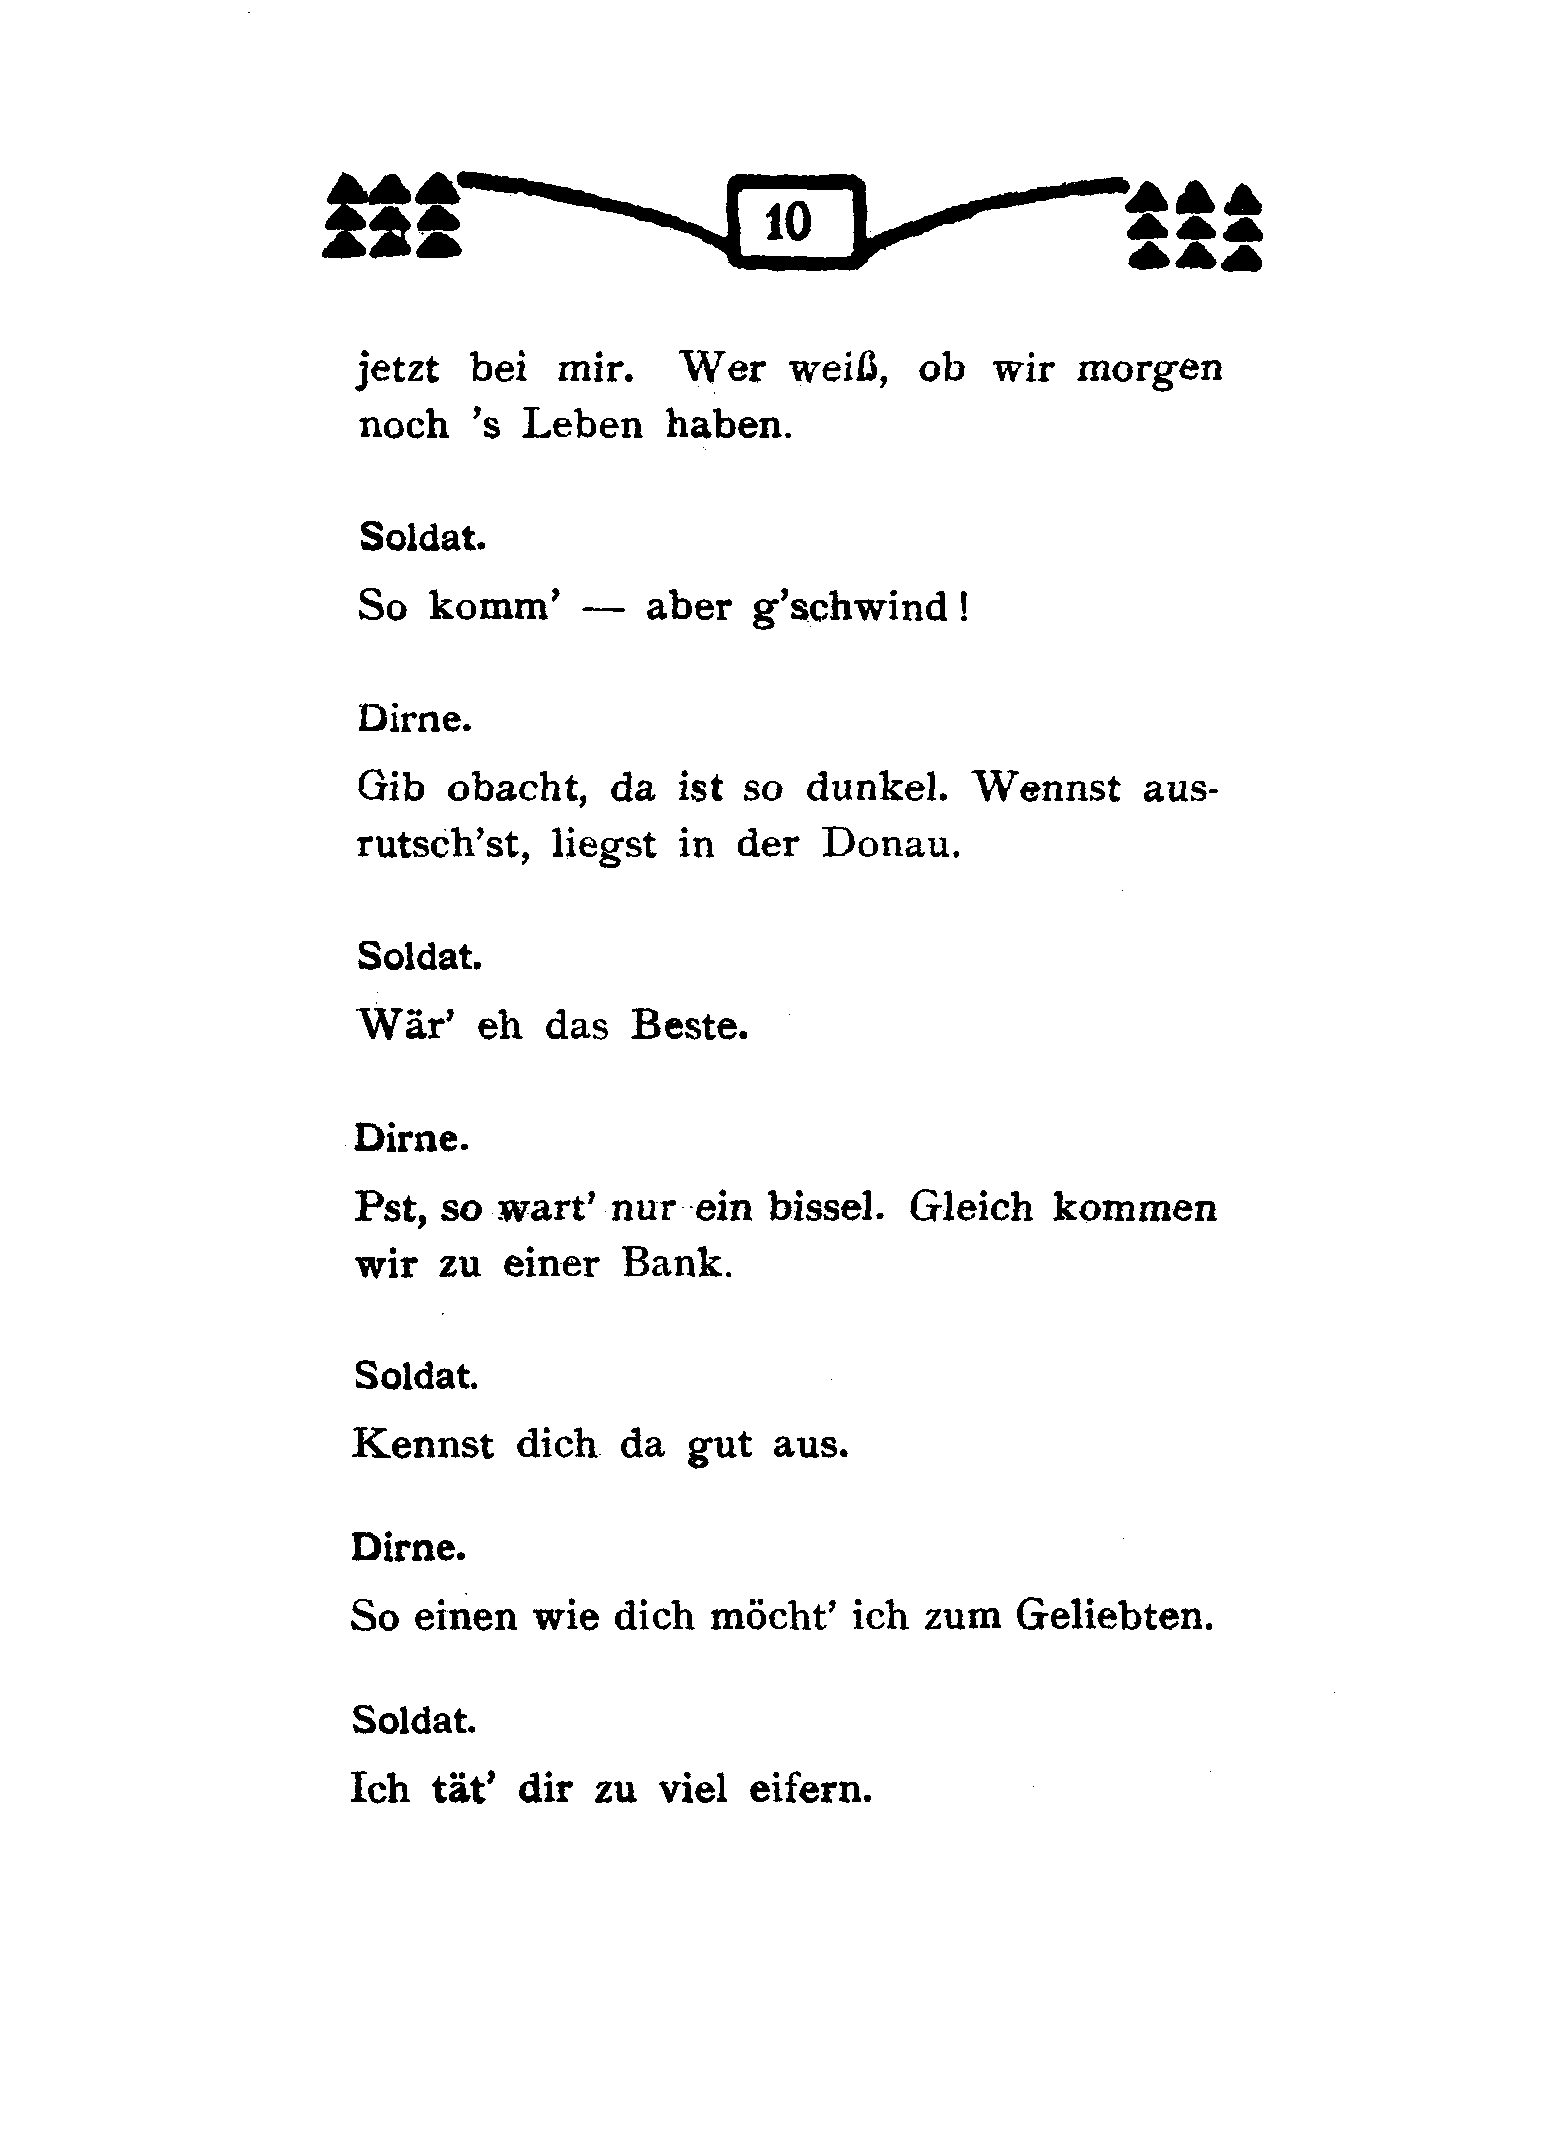 10
jetzt bei mir. Wer weiß, ob wir morgen
noch ’s Leben haben.
Soldat.
So komm’ — aber g’schwind!
Dirne.
Gib obacht, da ist so dunkel. Wennst aus-
rutsch’st, liegst in der Donau.
Soldat.
Wär’ eh das Beste.
Dirne.
Pst, so wart’ nur ein bissel. Gleich kommen
wir zu einer Bank.
Soldat.
Kennst dich da gut aus.
Dirne.
So einen wie dich möcht’ ich zum Geliebten.
Soldat.
Ich tät’ dir zu viel eifern.